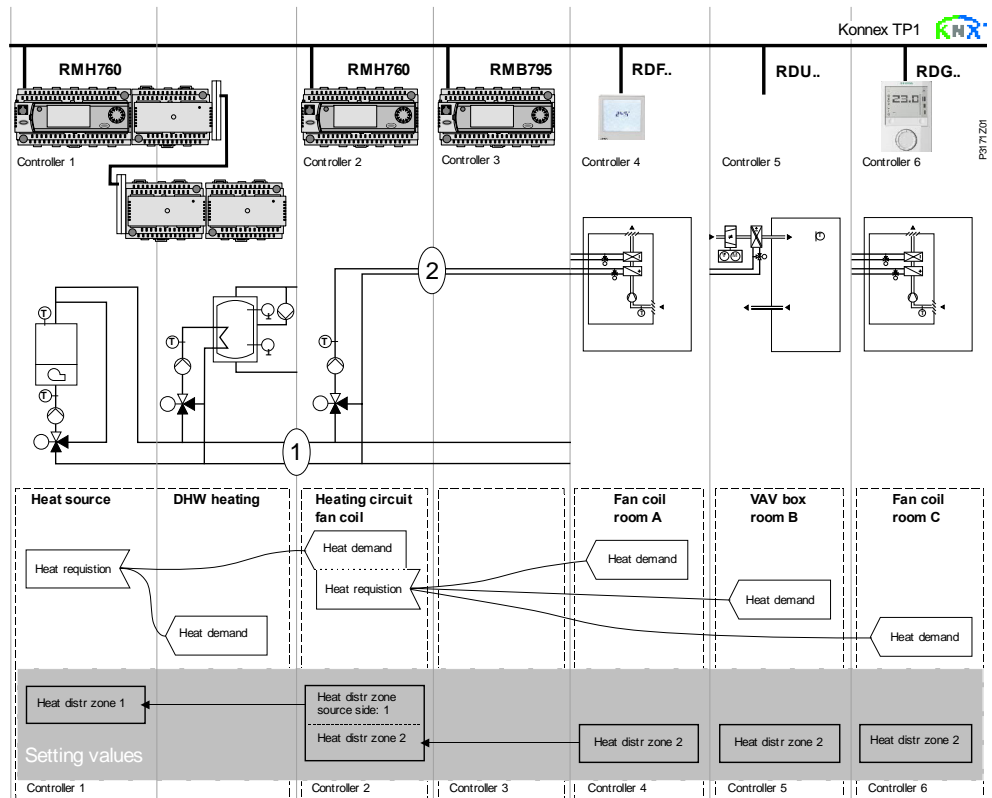 Konnex TP1 KNX
RMH760
RMH760
RMB795
RDF..
RDU..
RDG..
23.0
P3171Z01
Controller 1
Controller 2
Controller 3
Controller 4
Controller 5
Controller 6
2
T
T
T
T
1
Heat source
DHW heating
Heating circuit
fan coil
Fan coil
room A
VAV box
room B
Fan coil
room C
Heat requistion
Heat demand
Heat demand
Heat requistion
Heat demand
Heat demand
Heat demand
Heat distr zone 1
Heat distr zone
source side: 1
Heat distr zone 2
Heat distr zone 2
Heat distr zone 2
Heat distr zone 2
Setting values
Controller 1
Controller 2
Controller 3
Controller 4
Controller 5
Controller 6